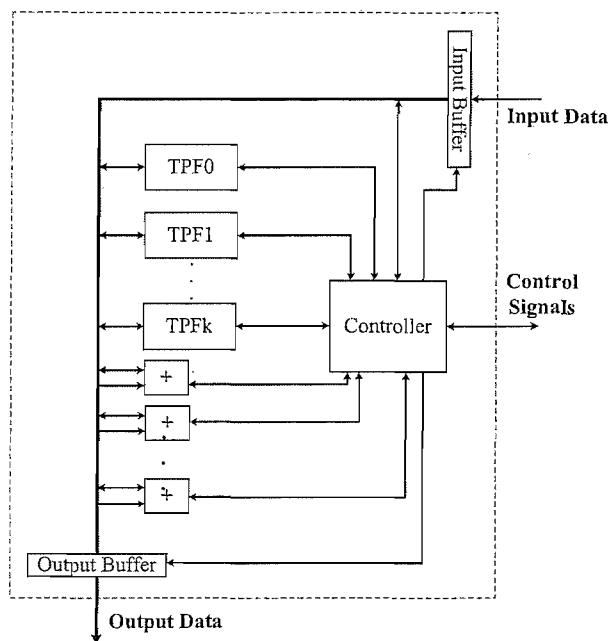 Input Buffer
Input Data
TPF0
TPF1
Control
Signals
TPFk
Controller
+
+
+
Output Buffer
Output Data